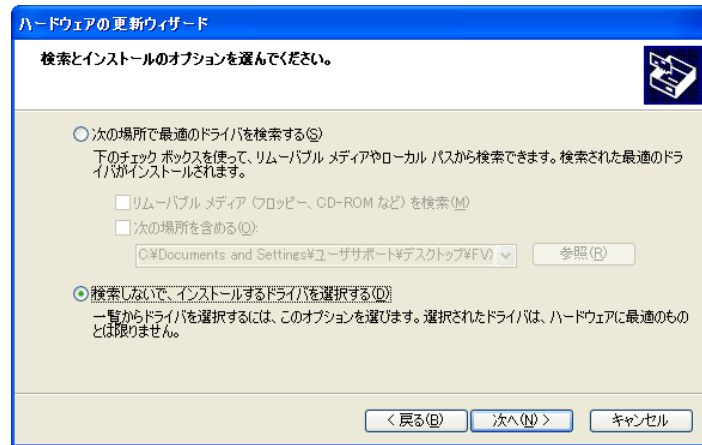 ハードウェアの更新ウィザード
検索とインストールのオプションを選んでください。
次の場所で最適のドライバを検索する(S)
下のチェック ボックスを使って、リムーバブル メディアやローカル パスから検索できます。検索された最適のドラ
イバがインストールされます。
リムーバブル メディア (フロッピー、CD-ROM など) を検索(M)
次の場所を含める(O):
C:¥Documents and Settings¥ユーザサポート¥デスクトップ¥FV)
参照(R)
検索しないで、インストールするドライバを選択する(D)
一覧からドライバを選択するには、このオプションを選びます。選択されたドライバは、ハードウェアに最適のもの
とは限りません。
< 戻る(B)
次へ(N) >
キャンセル